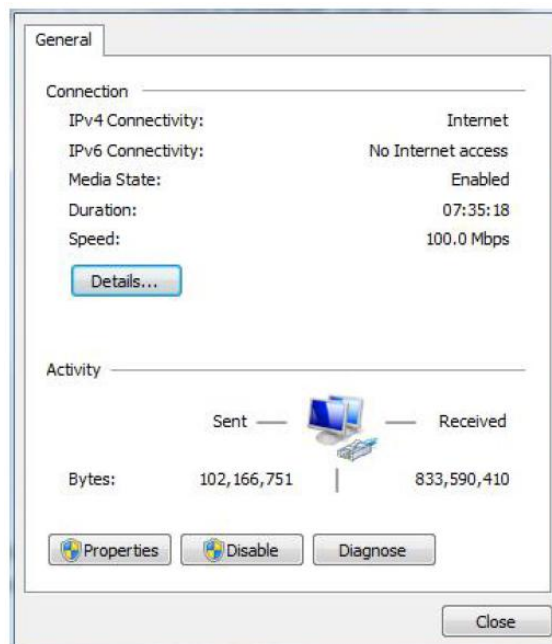 General
Connection
IPv4 Connectivity: Internet
IPv6 Connectivity: No Internet access
Media State: Enabled
Duration: 07:35:18
Speed: 100.0 Mbps
Details...
Activity
Sent Received
Bytes: 102,166,751 833,590,410
Properties Disable Diagnose
Close